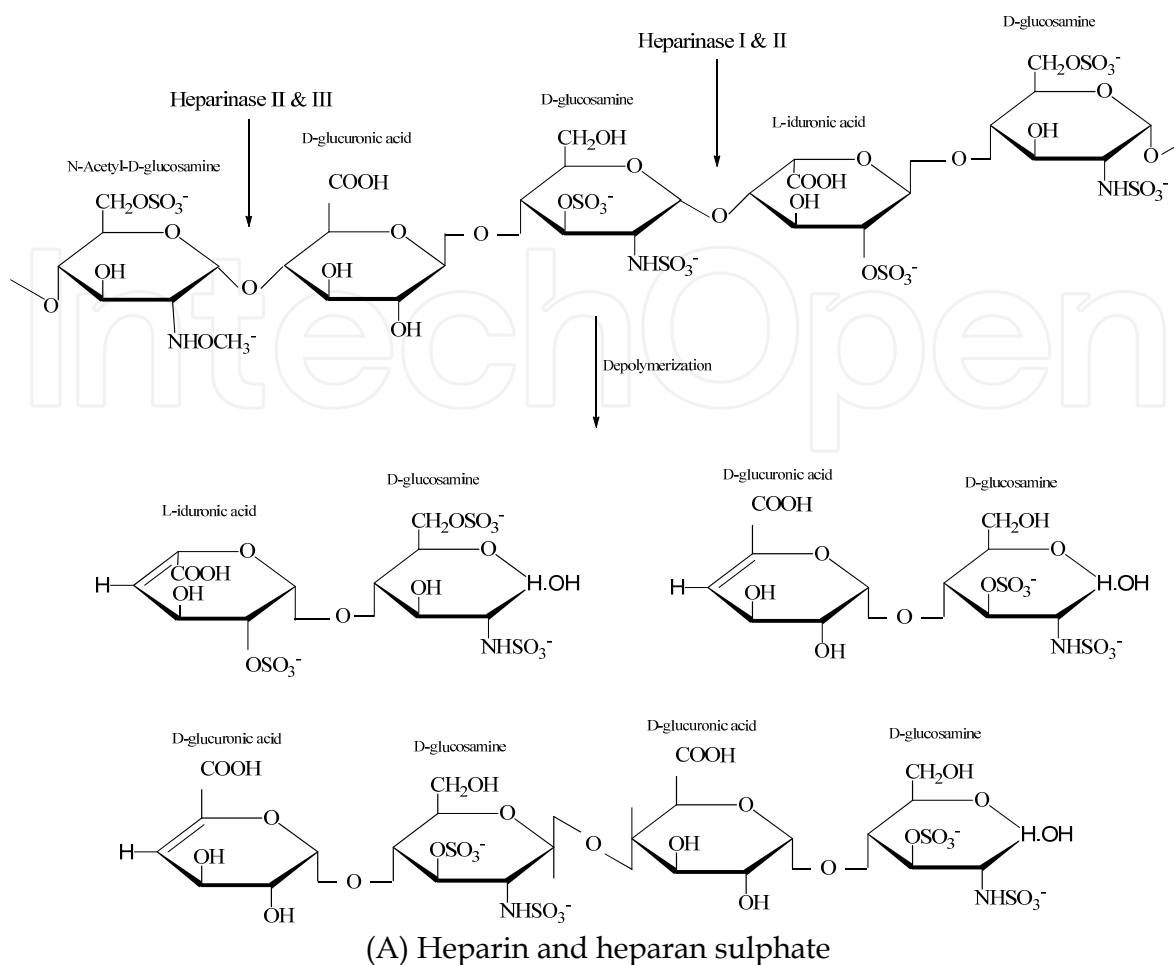 D-glucosamine
Heparinase I & II
CH₂OSO₃⁻
O
Heparinase II & III
D-glucosamine
D-glucuronic acid
CH₂OH
L-iduronic acid
OH
O
N-Acetyl-D-glucosamine
O
O
O
COOH
COOH
NHSO₃⁻
CH₂OSO₃⁻
OSO₃⁻
OH
O
O
O
O
OH
OH
NHSO₃⁻
OSO₃⁻
O
O
OH
NHOCH₃⁻
IntechOpen
Depolymerization
D-glucuronic acid
D-glucosamine
D-glucosamine
L-iduronic acid
COOH
CH₂OSO₃⁻
CH₂OH
O
O
O
O
H
COOH
H.OH
H
H.OH
OH
OH
OSO₃⁻
OH
O
O
NHSO₃⁻
NHSO₃⁻
OSO₃⁻
OH
D-glucuronic acid
D-glucosamine
D-glucuronic acid
D-glucosamine
COOH
CH₂OH
COOH
CH₂OH
O
O
O
O
H
OH
OSO₃⁻
O
OH
OSO₃⁻
H.OH
O
O
OH
NHSO₃⁻
OH
NHSO₃⁻
(A) Heparin and heparan sulphate